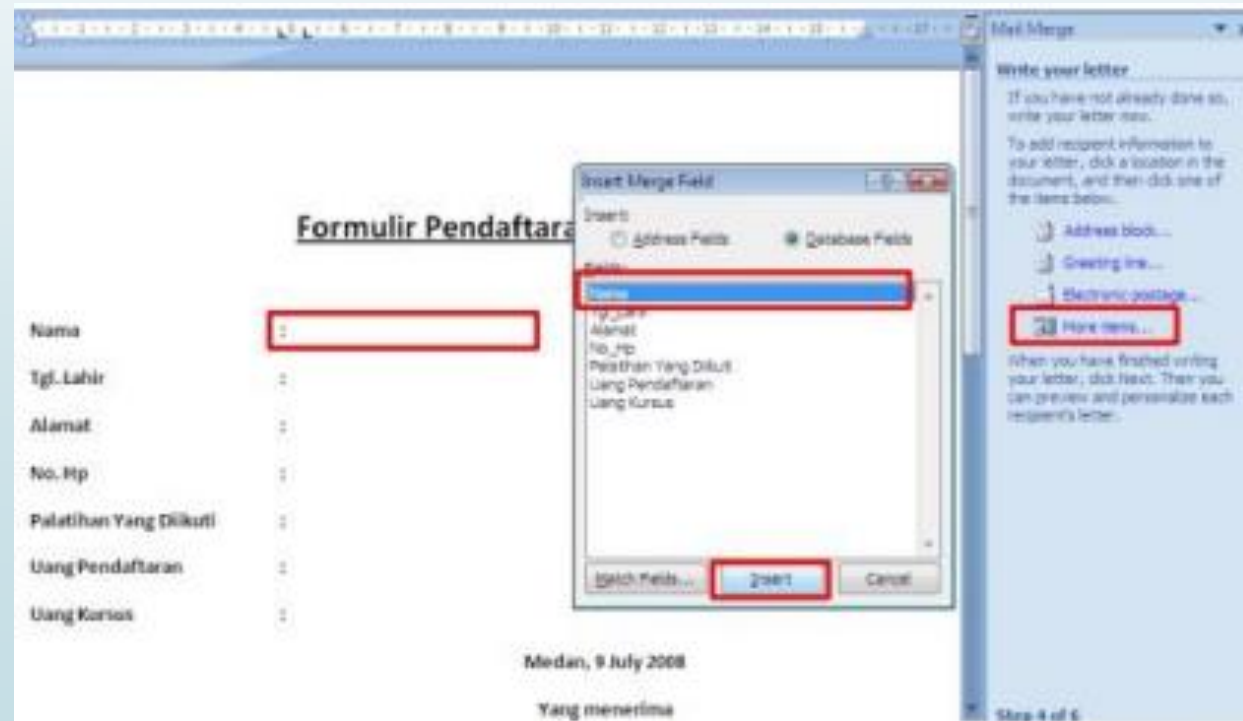 Mail Merge
Write your letter
If you have not already done so,
write your letter now.
To add recipient information to
your letter, click a location in the
document, and then click one of
the items below.
Address block...
Greeting line...
Electronic postage...
More items...
When you have finished writing
your letter, click Next. Then you
can preview and personalize each
recipient's letter.
Step 4 of 6
Insert Merge Field
Insert:
Address Fields
Database Fields
Fields:
Nama
Tgl_Lahir
Alamat
No_Hp
Pelatihan Yang Diikuti
Uang Pendaftaran
Uang Kursus
Match Fields...
Insert
Cancel
Formulir Pendaftara
Nama :
Tgl. Lahir :
Alamat :
No. Hp :
Palatihan Yang Diikuti :
Uang Pendaftaran :
Uang Kursus :
Medan, 9 July 2008
Yang menerima